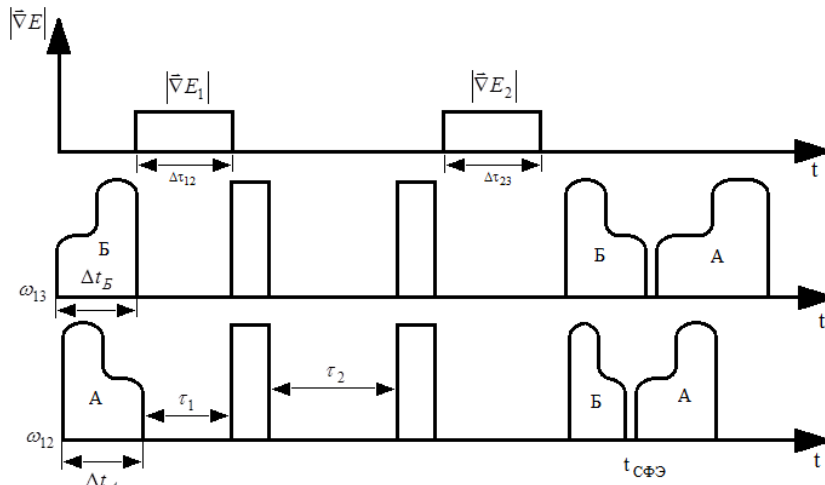 |∇⃗E|
|∇⃗E₁| |∇⃗E₂|
Δτ₁₂ Δτ₂₃ t
Б Б А
Δt_Б
ω₁₃ t
А τ₁ τ₂ Б А
ω₁₂ t
t_СФЭ